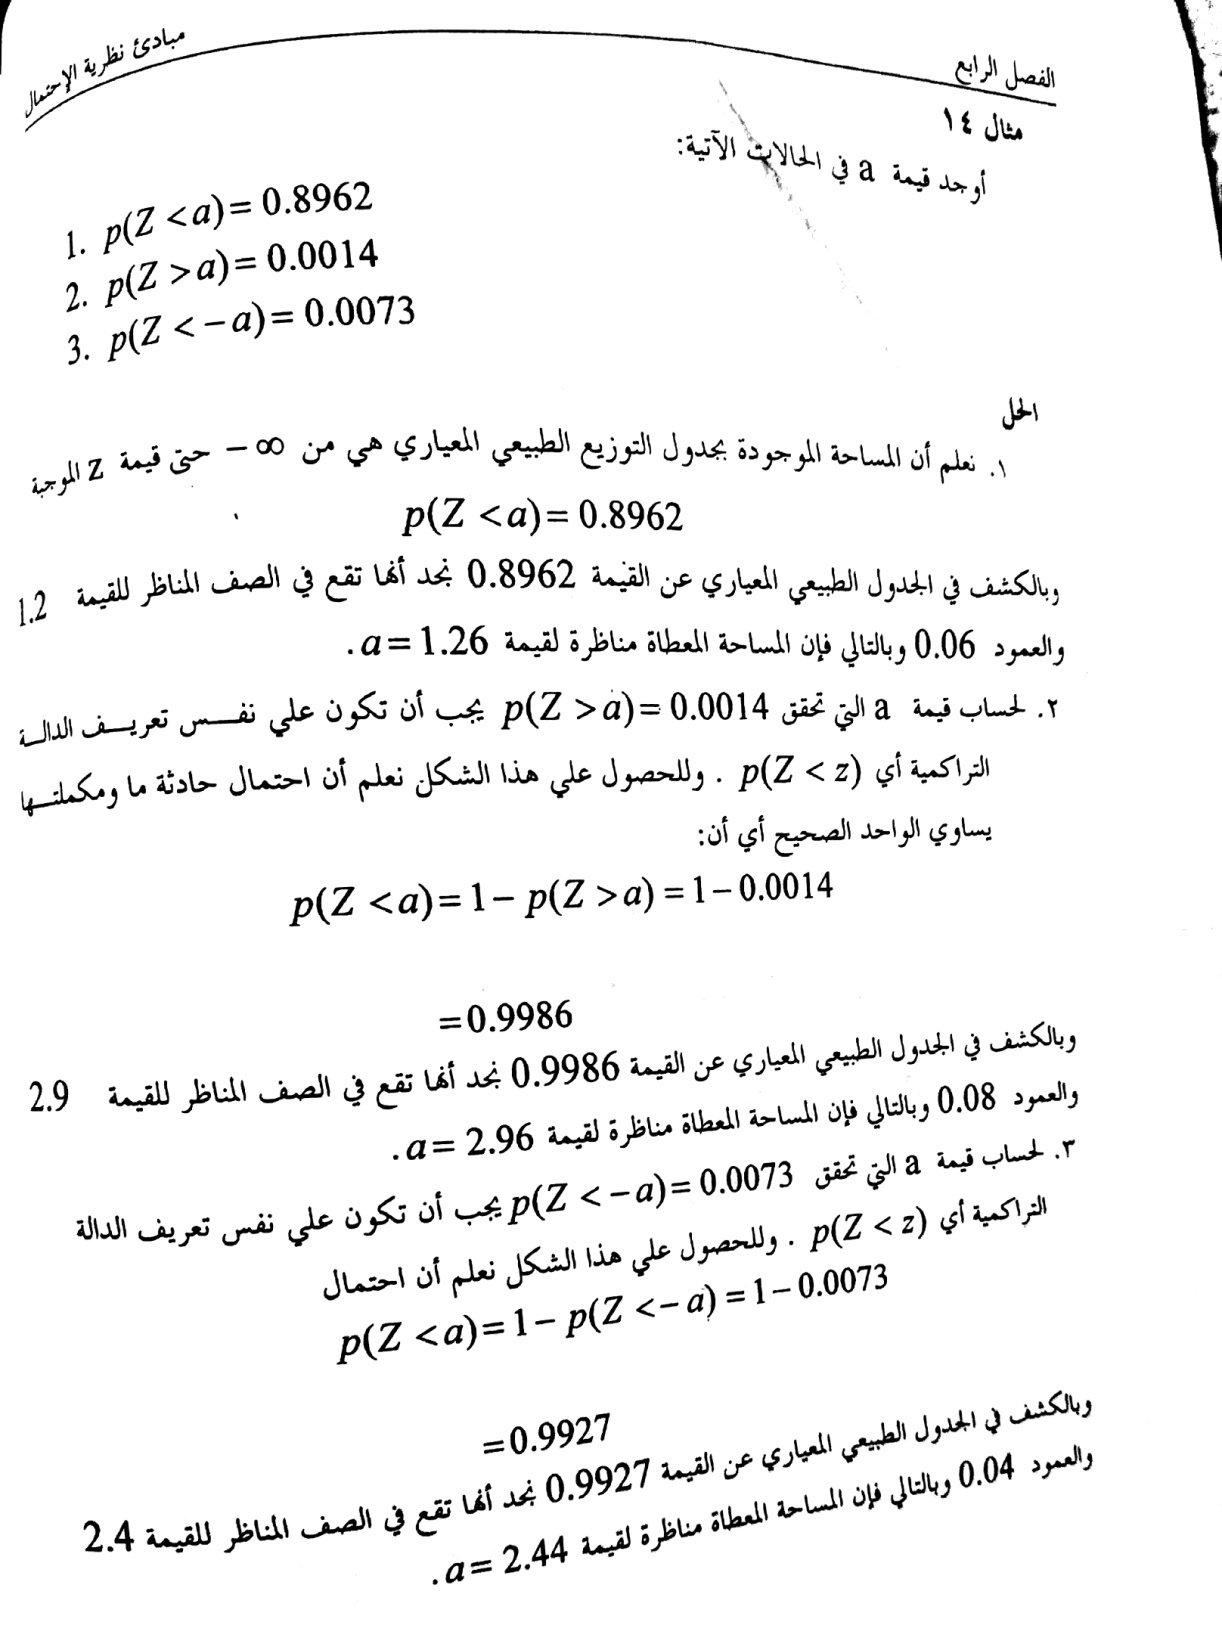 مبادئ نظرية الإحتمال
الفصل الرابع
مثال ١٤
أوجد قيمة a في الحالات الآتية:
1. p(Z < a) = 0.8962
2. p(Z > a) = 0.0014
3. p(Z < −a) = 0.0073
الحل
١. نعلم أن المساحة الموجودة بجدول التوزيع الطبيعي المعياري هي من ∞ − حتى قيمة Z الموجبة
p(Z < a) = 0.8962
وبالكشف في الجدول الطبيعي المعياري عن القيمة 0.8962 نجد أنها تقع في الصف المناظر للقيمة 1.2
والعمود 0.06 وبالتالي فإن المساحة المعطاة مناظرة لقيمة a = 1.26 .
٢. لحساب قيمة a التي تحقق p(Z > a) = 0.0014 يجب أن تكون علي نفس تعريف الدالة
التراكمية أي p(Z < z) . وللحصول علي هذا الشكل نعلم أن احتمال حادثة ما ومكملتها
يساوي الواحد الصحيح أي أن:
p(Z < a) = 1 − p(Z > a) = 1 − 0.0014
= 0.9986
وبالكشف في الجدول الطبيعي المعياري عن القيمة 0.9986 نجد أنها تقع في الصف المناظر للقيمة 2.9
والعمود 0.08 وبالتالي فإن المساحة المعطاة مناظرة لقيمة a = 2.96 .
٣. لحساب قيمة a التي تحقق p(Z < −a) = 0.0073 يجب أن تكون علي نفس تعريف الدالة
التراكمية أي p(Z < z) . وللحصول علي هذا الشكل نعلم أن احتمال
p(Z < a) = 1 − p(Z < −a) = 1 − 0.0073
= 0.9927
وبالكشف في الجدول الطبيعي المعياري عن القيمة 0.9927 نجد أنها تقع في الصف المناظر للقيمة 2.4
والعمود 0.04 وبالتالي فإن المساحة المعطاة مناظرة لقيمة a = 2.44 .